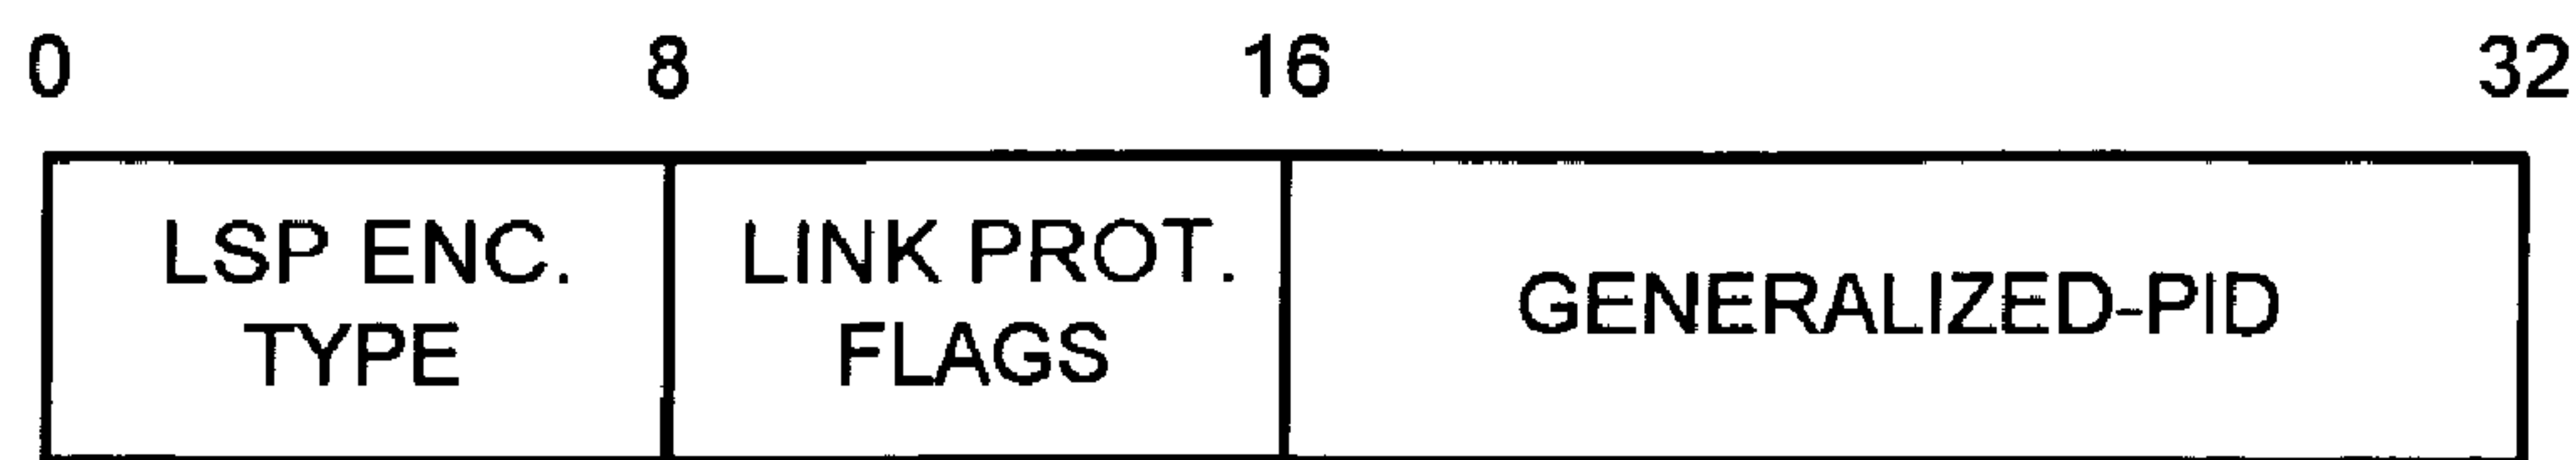 0 8 16 32
LSP ENC.
TYPE
LINK PROT.
FLAGS
GENERALIZED-PID